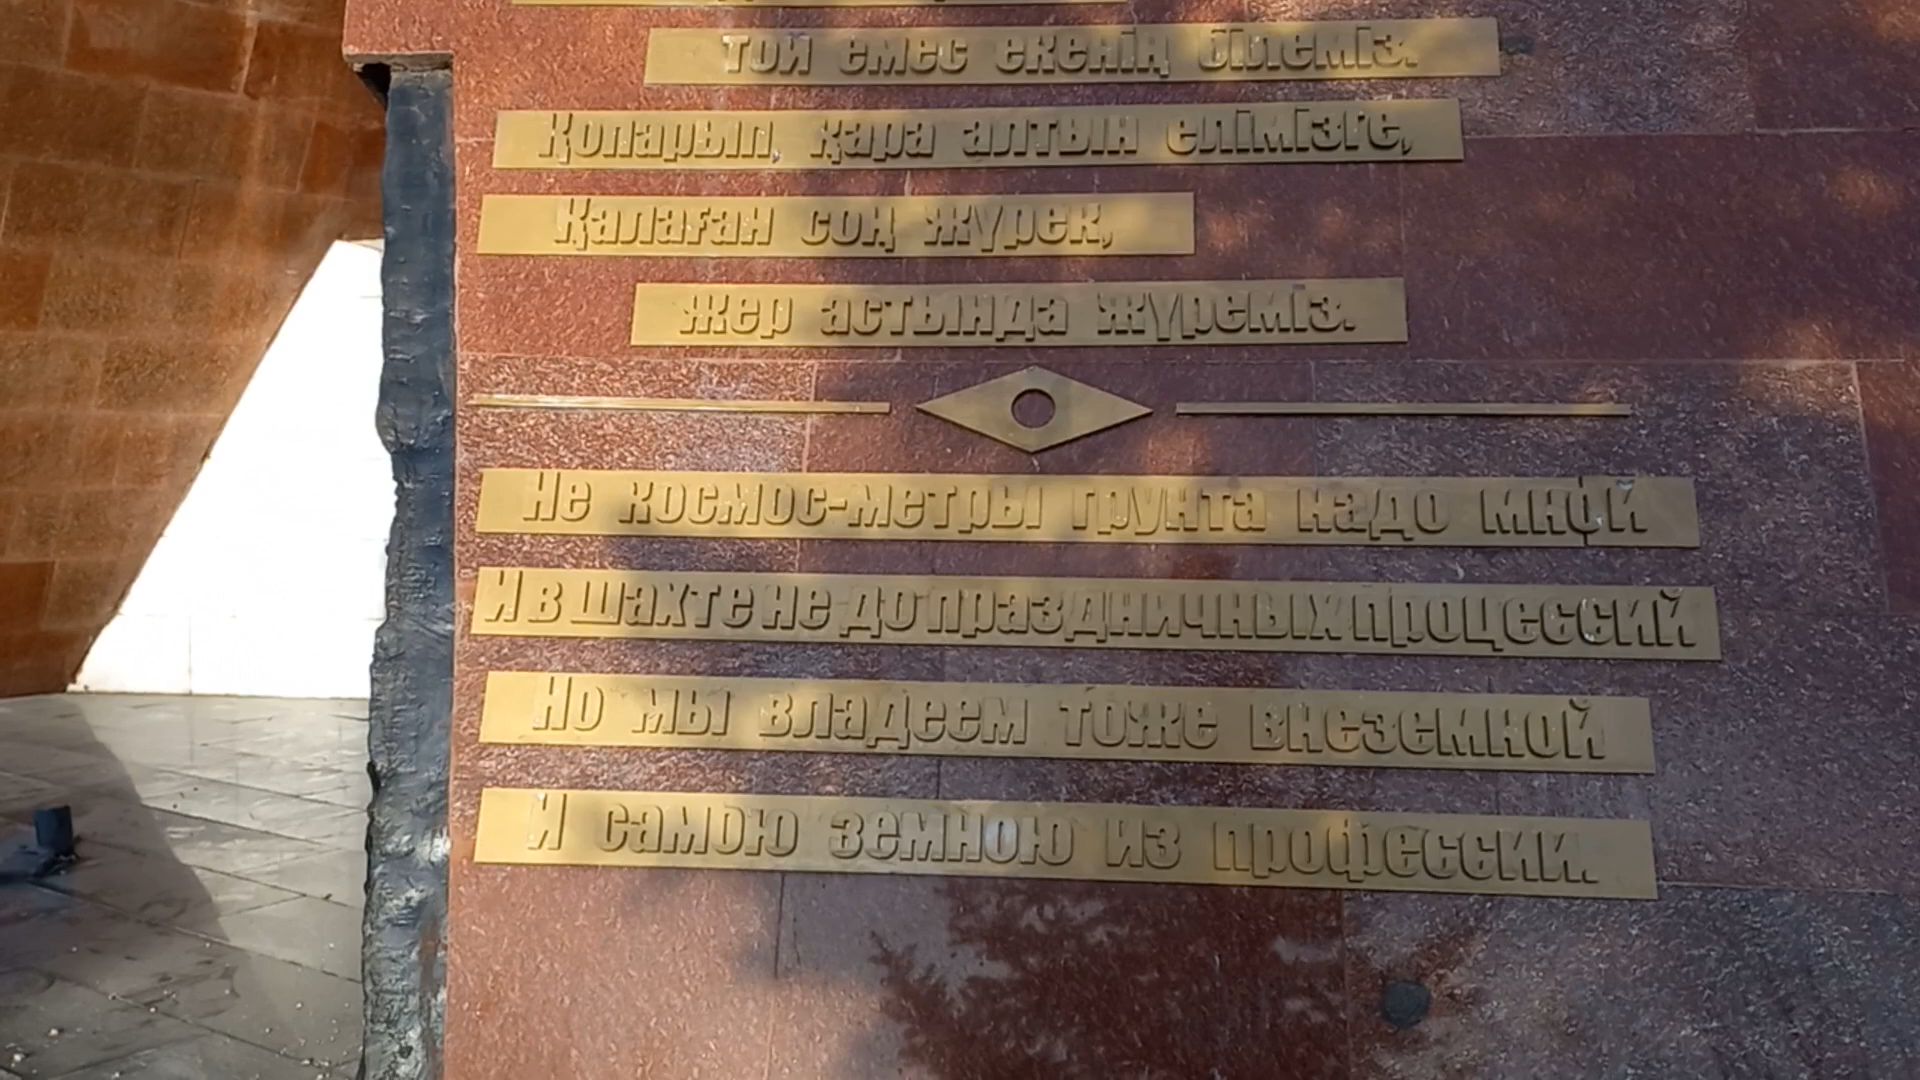 той емес екенің білеміз.
Қопарып, қара алтын елімізге,
Қалаған соң жүрек,
жер астында жүреміз.
Не космос-метры грунта надо мной
И в шахте не до праздничных процессий
Но мы владеем тоже внеземной
И самою земною из профессий.